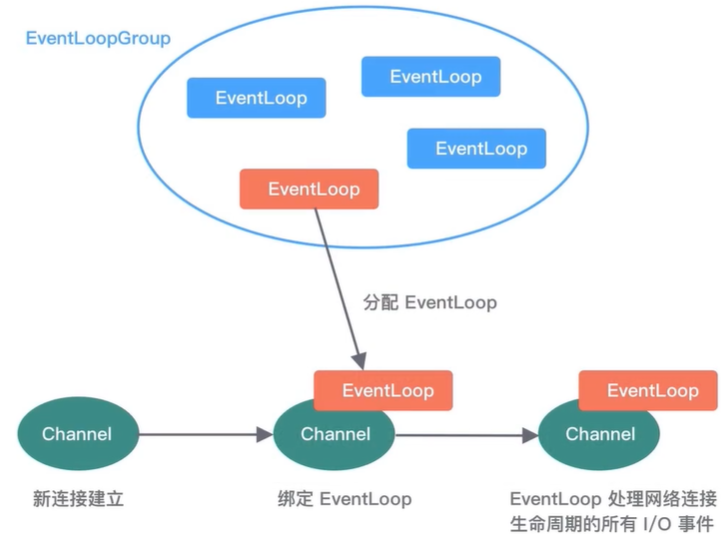 EventLoopGroup
EventLoop
EventLoop
EventLoop
EventLoop
分配 EventLoop
EventLoop
EventLoop
Channel
Channel
Channel
新连接建立
绑定 EventLoop
EventLoop 处理网络连接
生命周期的所有 I/O 事件